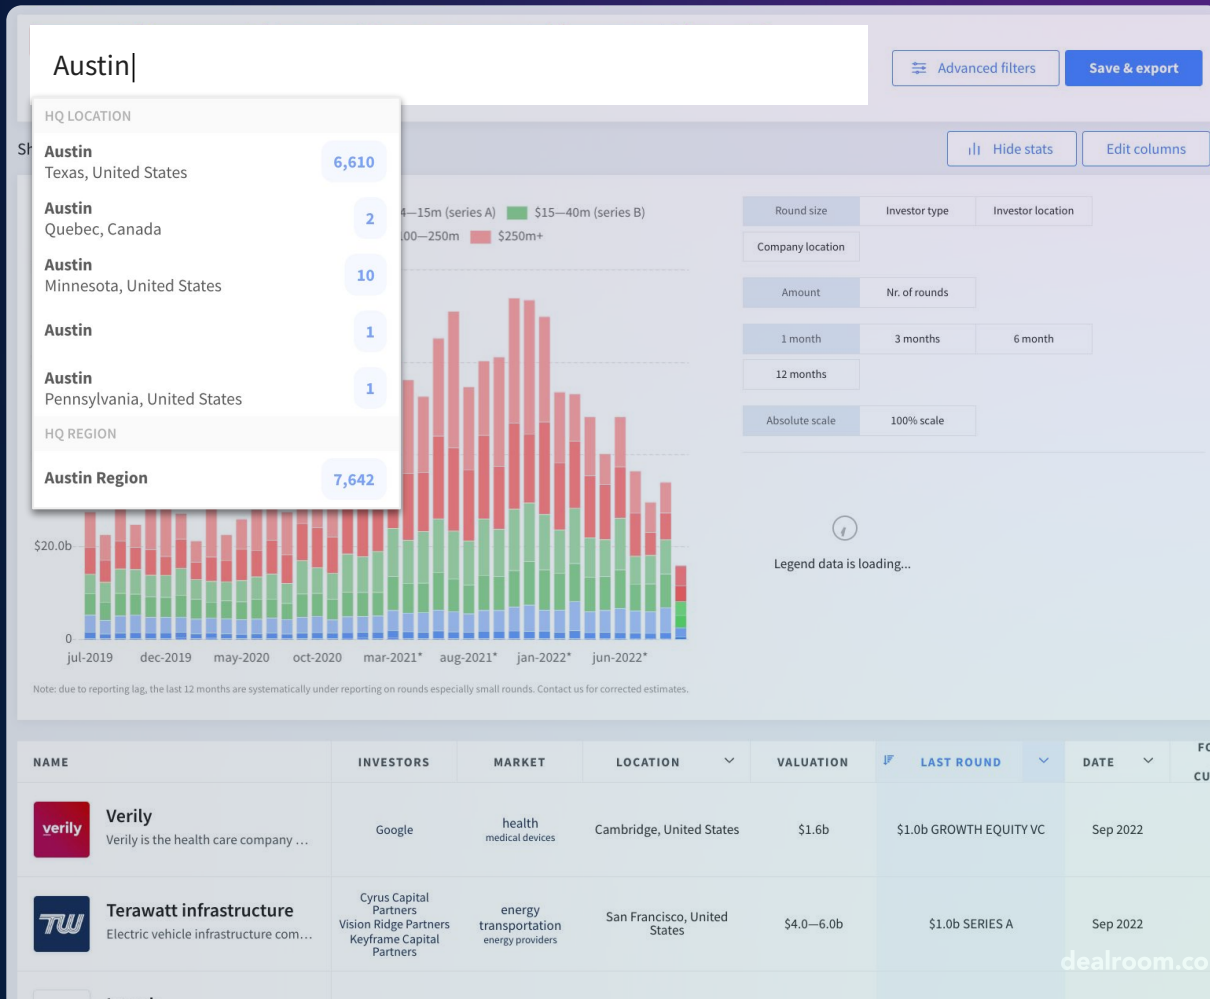 Austin
Advanced filters
Save & export
HQ LOCATION
Austin
Texas, United States
6,610
Austin
Quebec, Canada
2
Austin
Minnesota, United States
10
Austin
1
Austin
Pennsylvania, United States
1
HQ REGION
Austin Region
7,642
Hide stats
Edit columns
4—15m (series A)
$15—40m (series B)
00—250m
$250m+
Round size
Investor type
Investor location
Company location
Amount
Nr. of rounds
1 month
3 months
6 month
12 months
Absolute scale
100% scale
Legend data is loading...
$20.0b
0
jul-2019 dec-2019 may-2020 oct-2020 mar-2021* aug-2021* jan-2022* jun-2022*
Note: due to reporting lag, the last 12 months are systematically under reporting on rounds especially small rounds. Contact us for corrected estimates.
NAME
INVESTORS
MARKET
LOCATION
VALUATION
LAST ROUND
DATE
FO
CU
verily
Verily
Verily is the health care company ...
Google
health
medical devices
Cambridge, United States
$1.6b
$1.0b GROWTH EQUITY VC
Sep 2022
TW
Terawatt infrastructure
Electric vehicle infrastructure com...
Cyrus Capital
Partners
Vision Ridge Partners
Keyframe Capital
Partners
energy
transportation
energy providers
San Francisco, United
States
$4.0—6.0b
$1.0b SERIES A
Sep 2022
dealroom.co